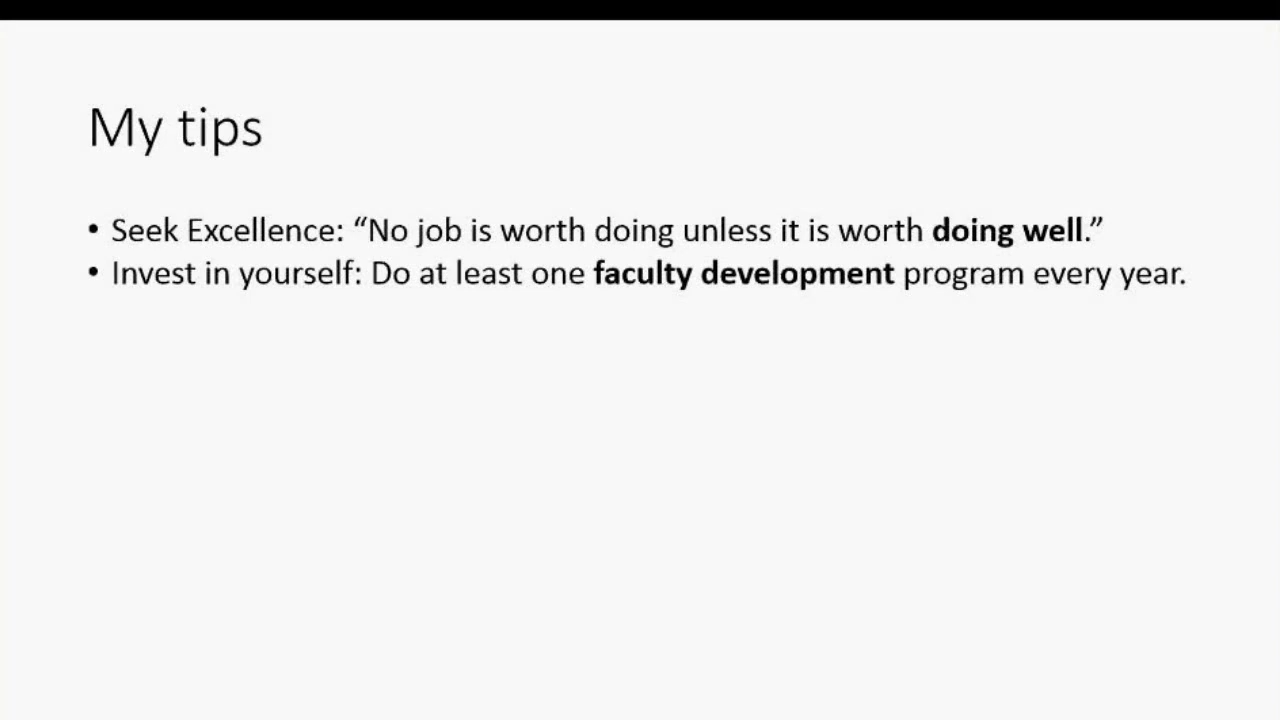 My tips
• Seek Excellence: “No job is worth doing unless it is worth doing well.”
• Invest in yourself: Do at least one faculty development program every year.